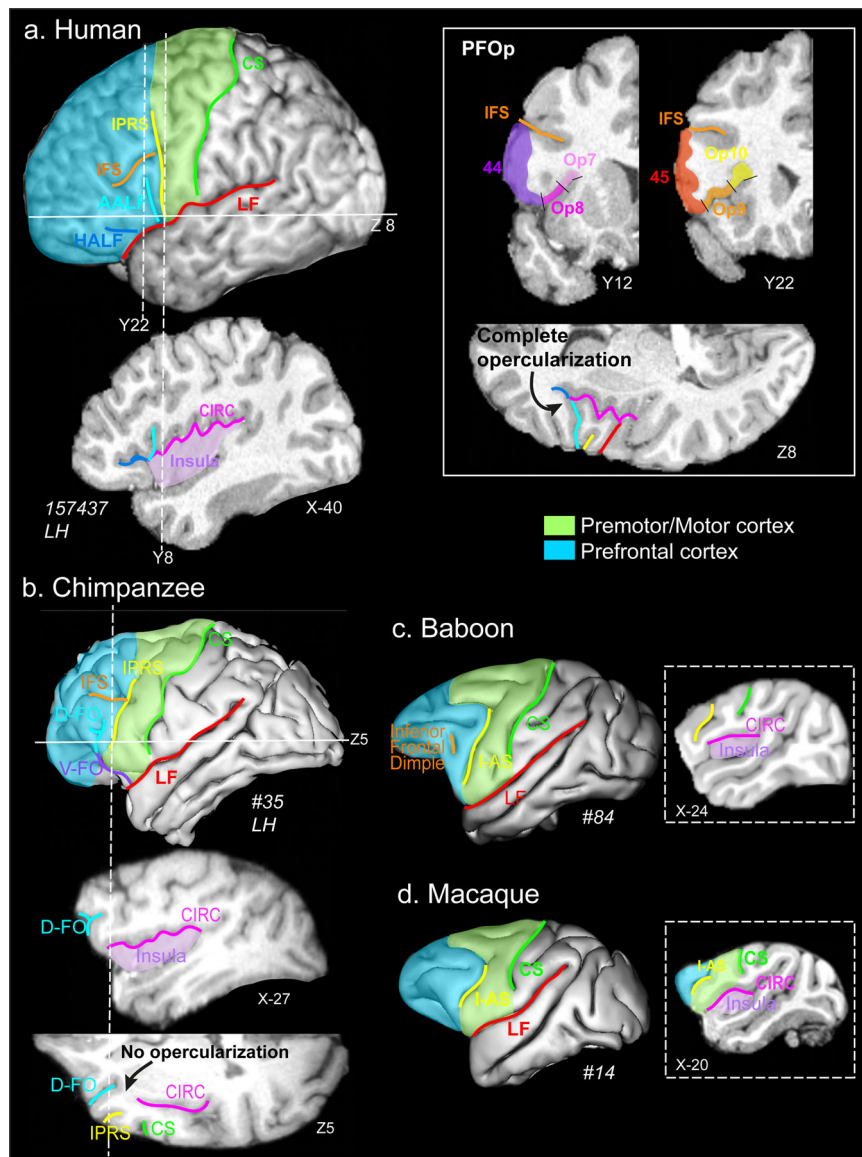 a. Human
CS
IPRS
IFS
AALF
LF
HALF
Z 8
Y22
CIRC
Insula
157437
LH
X-40
Y8
PFOp
IFS
IFS
44
Op7
Op8
45
Op10
Op9
Y12
Y22
Complete
opercularization
Z8
Premotor/Motor cortex
Prefrontal cortex
b. Chimpanzee
CS
IPRS
IFS
D-FO
V-FO
LF
Z5
#35
LH
D-FO
CIRC
Insula
X-27
No opercularization
D-FO
CIRC
IPRS
CS
Z5
c. Baboon
CS
Inferior
Frontal
Dimple
I-AS
LF
#84
CIRC
Insula
X-24
d. Macaque
CS
I-AS
LF
#14
I-AS
CS
CIRC
Insula
X-20